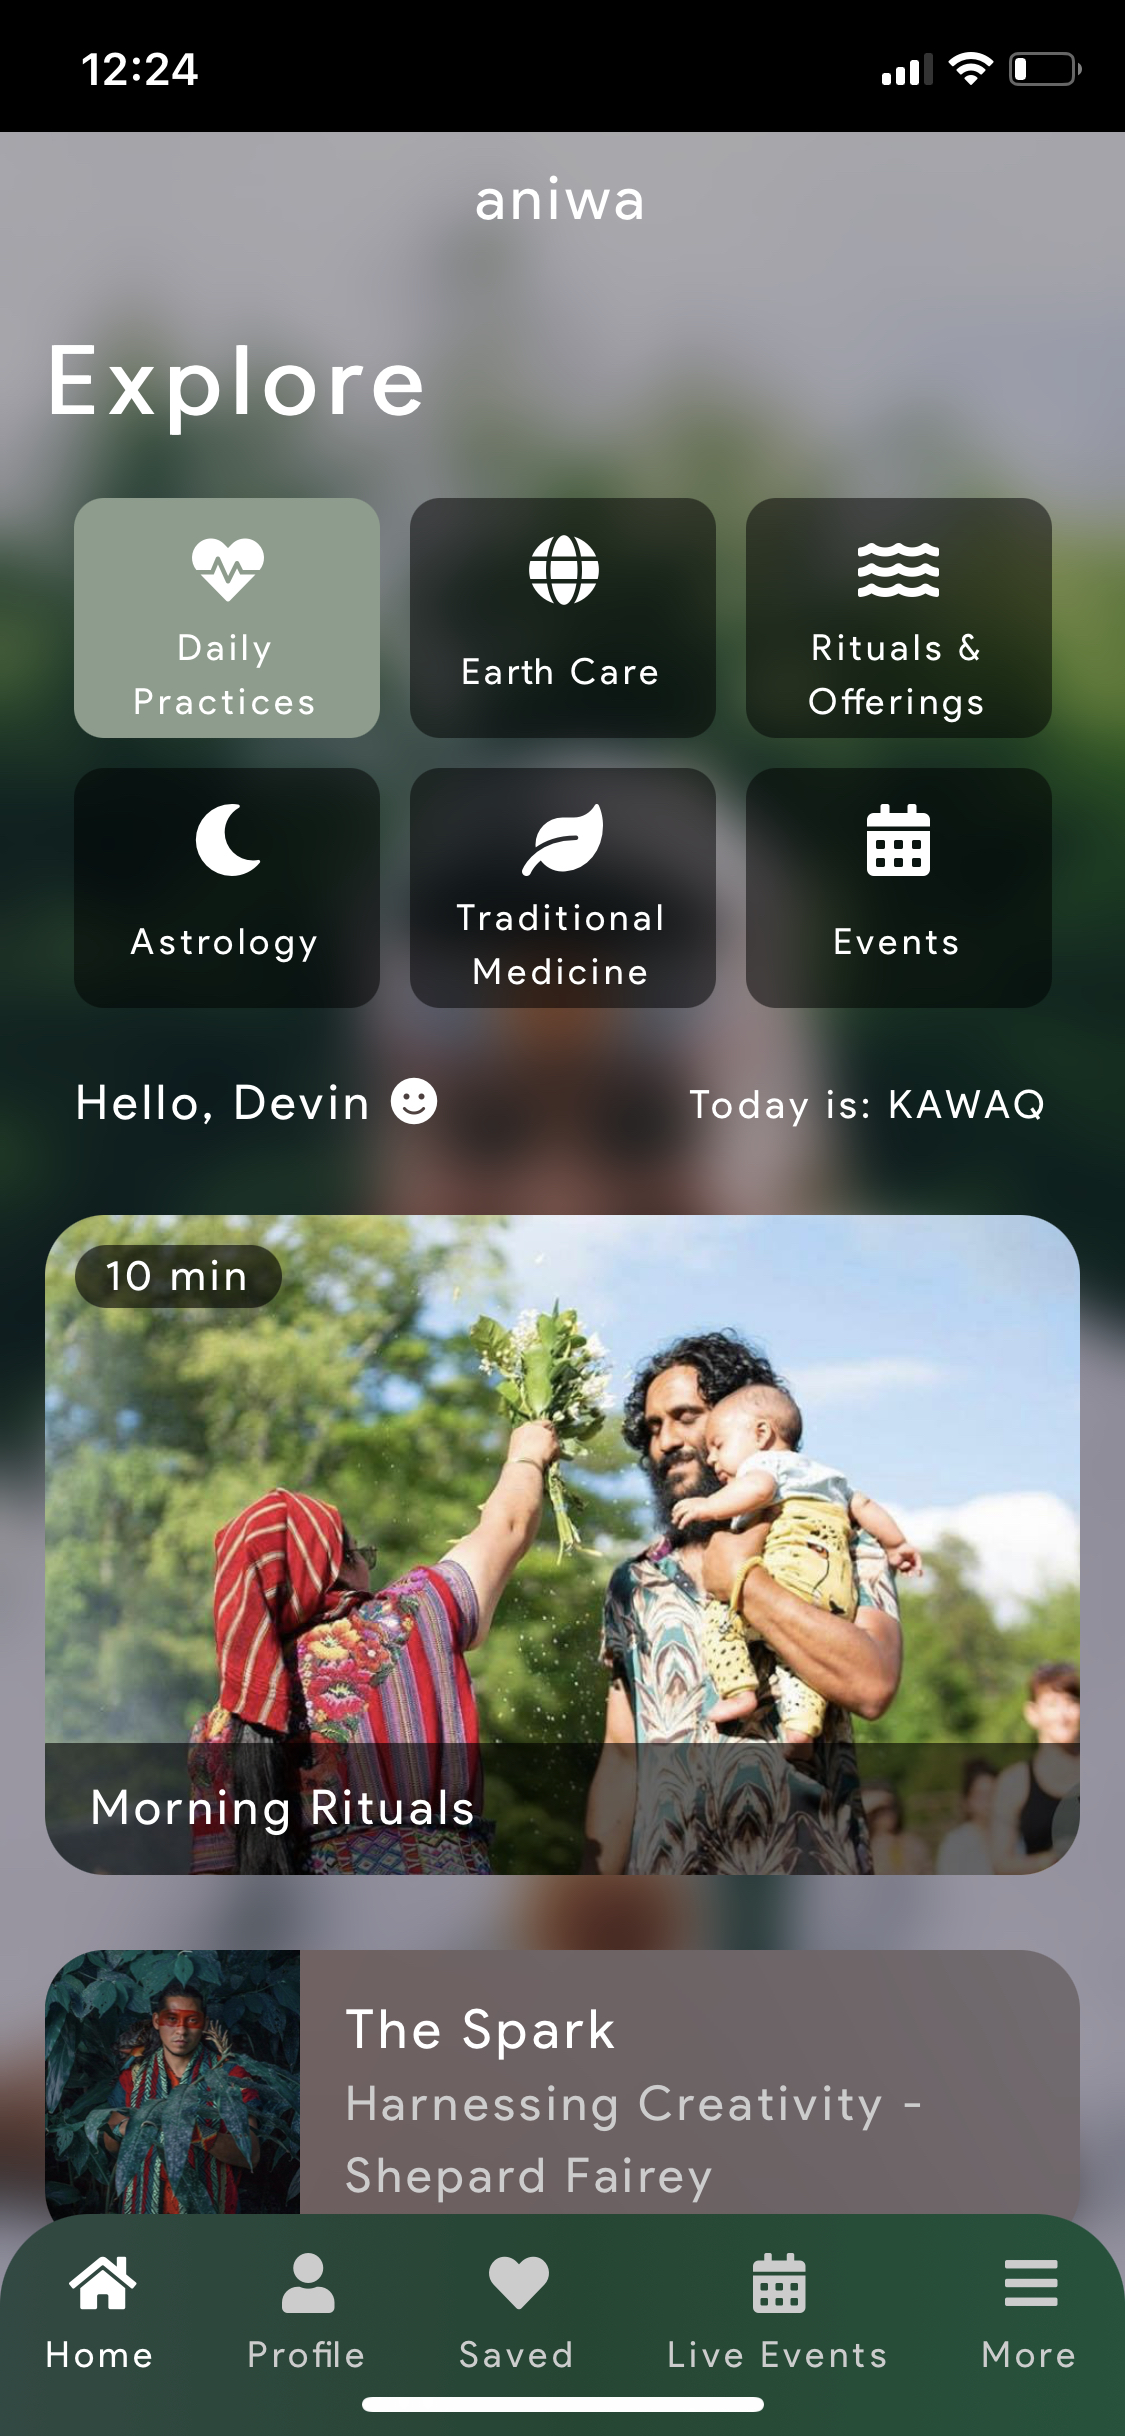 12:24
aniwa
Explore
Daily
Practices
Earth Care
Rituals &
Offerings
Astrology
Traditional
Medicine
Events
Hello, Devin
Today is: KAWAQ
10 min
Morning Rituals
The Spark
Harnessing Creativity -
Shepard Fairey
Home
Profile
Saved
Live Events
More